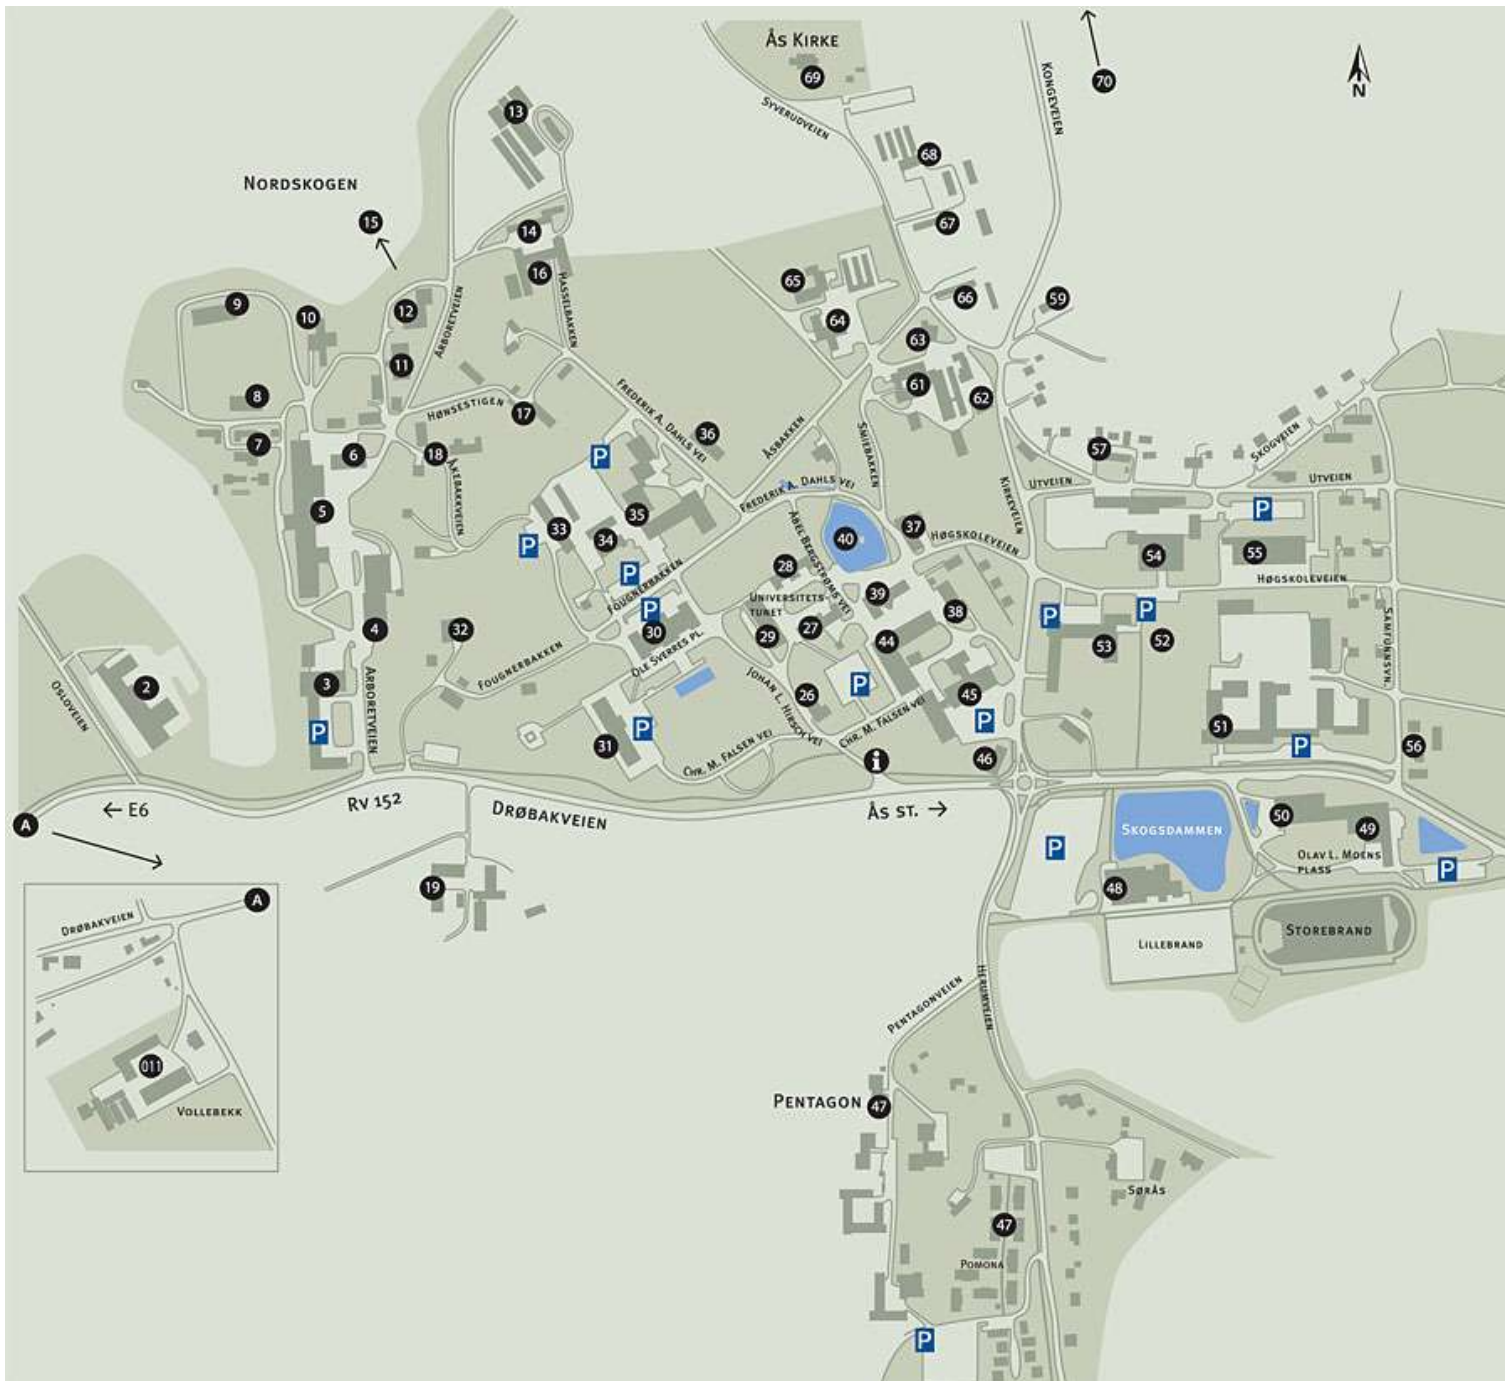 ÅS KIRKE
69
70
N
KONGEVEIEN
SYVERUDVEIEN
13
68
NORDSKOGEN
15
67
14
16
HASSELBAKKEN
65
66
59
9
10
12
ARBORETVEIEN
64
63
11
61
62
8
HØNSESTIGEN
17
FREDERIK A. DAHLS VEI
36
ÅSBAKKEN
SMIEBAKKEN
7
6
18
ÅKEBAKKVEIEN
P
57
SKOGVEIEN
UTVEIEN
UTVEIEN
KIRKEVEIEN
FREDERIK A. DAHLS VEI
5
33
34
35
P
ABEL BERGSTRØMS VEI
40
37
HØGSKOLEVEIEN
P
54
55
HØGSKOLEVEIEN
P
FOUGNERBAKKEN
28
UNIVERSITETS-
TUNET
39
38
P
P
P
SAMFUNNSVN.
4
32
30
29
27
44
53
52
OLE SVERRES PL.
FOUGNERBAKKEN
OSLOVEIEN
2
3
ARBORETVEIEN
P
JOHAN L. HIRSCH VEI
26
P
45
P
CHR. M. FALSEN VEI
31
P
CHR. M. FALSEN VEI
51
P
56
i
46
A
← E6
RV 152
DRØBAKVEIEN
ÅS ST. →
P
SKOGSDAMMEN
50
49
OLAV L. MOENS
PLASS
P
19
48
A
DRØBAKVEIEN
LILLEBRAND
STOREBRAND
HERUMVEIEN
PENTAGONVEIEN
011
VOLLEBEKK
PENTAGON
47
SØRÅS
47
POMONA
P